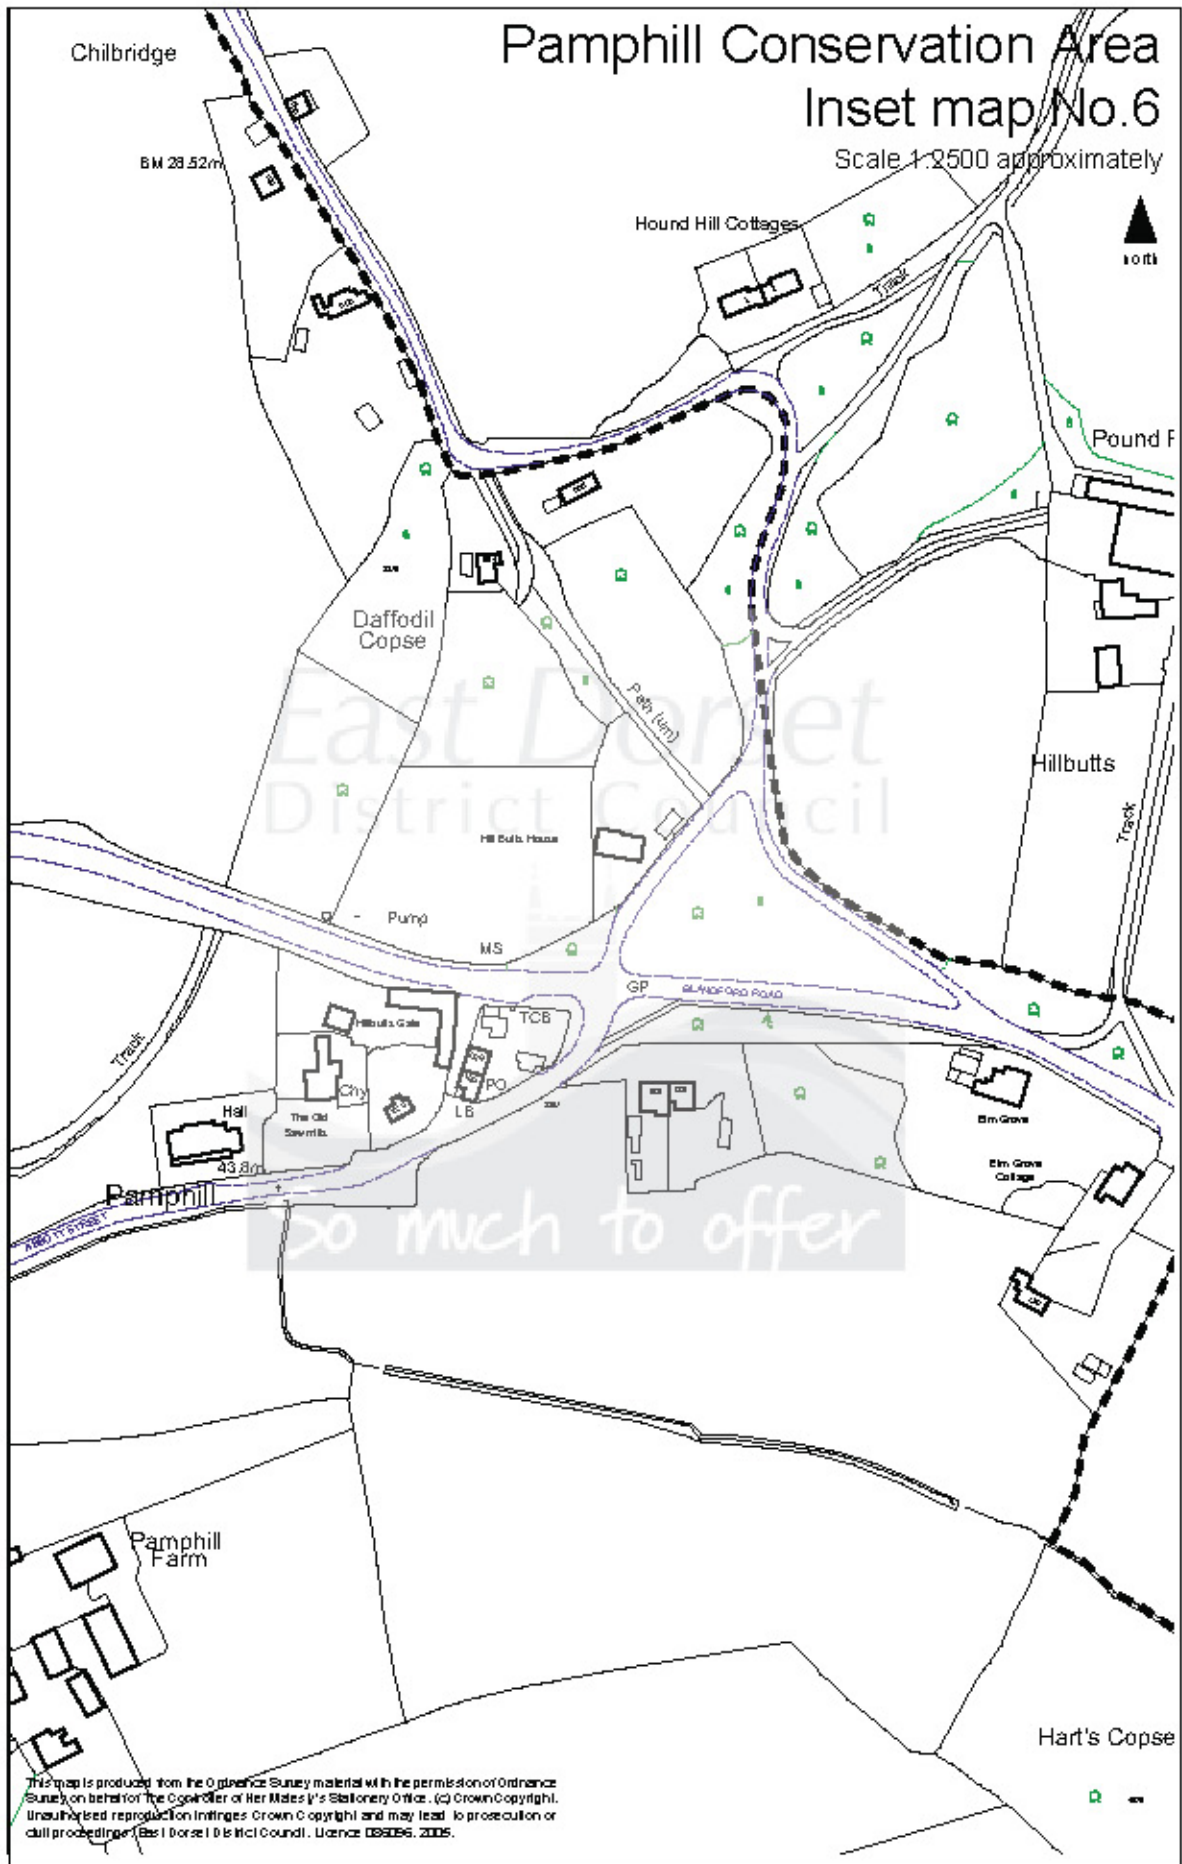 Pamphill Conservation Area
Inset map No.6
Scale 1:2500 approximately
north
Chilbridge
BM 28.52m
Hound Hill Cottages
Track
Pound F
Daffodil
Copse
Path (um)
Hillbutts
Track
East Dorset
District Council
Hill Butts House
Pump
MS
GP
BLANDFORD ROAD
TCB
Hillbutts Gate
Track
Chy
PO
LB
Hall
The Old
Sawmills
43.8m
Pamphill
ABBOTT STREET
Elm Grove
Elm Grove
Cottage
So much to offer
Pamphill
Farm
Hart's Copse
This map is produced from the Ordnance Survey material with the permission of Ordnance
Survey on behalf of The Controller of Her Majesty's Stationery Office. (c) Crown Copyright.
Unauthorised reproduction infringes Crown Copyright and may lead to prosecution or
civil proceedings. East Dorset District Council. Licence 086096. 2005.